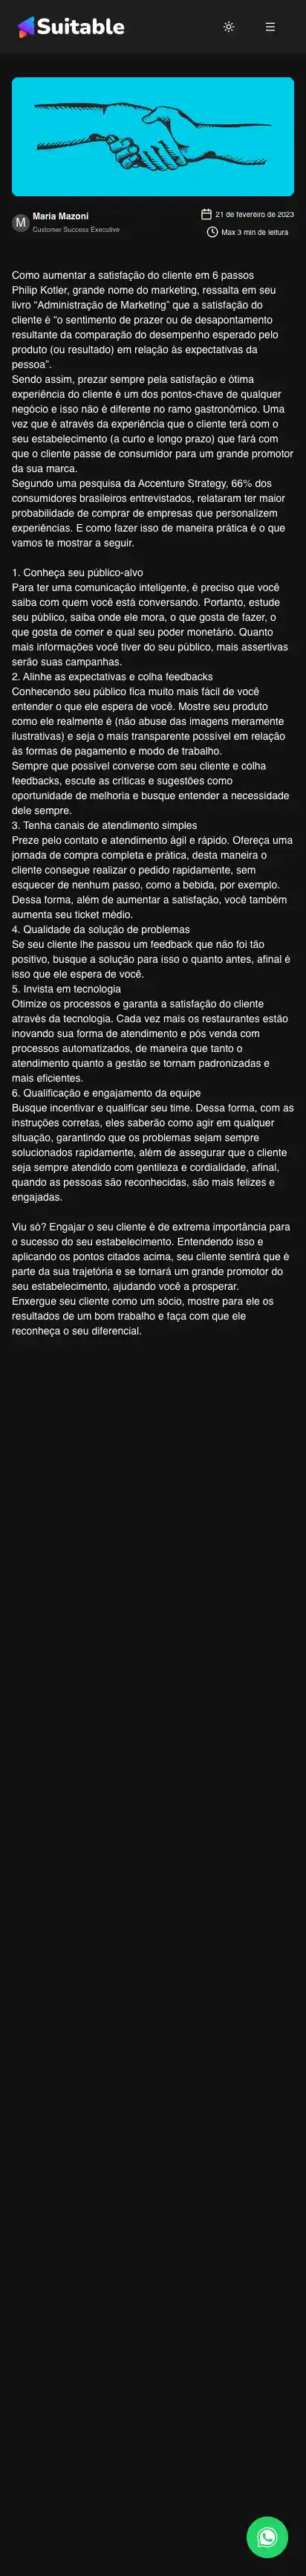 Suitable
M
Maria Mazoni
Customer Success Executive
21 de fevereiro de 2023
Max 3 min de leitura
Como aumentar a satisfação do cliente em 6 passos
Philip Kotler, grande nome do marketing, ressalta em seu
livro “Administração de Marketing” que a satisfação do
cliente é “o sentimento de prazer ou de desapontamento
resultante da comparação do desempenho esperado pelo
produto (ou resultado) em relação às expectativas da
pessoa”.
Sendo assim, prezar sempre pela satisfação e ótima
experiência do cliente é um dos pontos-chave de qualquer
negócio e isso não é diferente no ramo gastronômico. Uma
vez que é através da experiência que o cliente terá com o
seu estabelecimento (a curto e longo prazo) que fará com
que o cliente passe de consumidor para um grande promotor
da sua marca.
Segundo uma pesquisa da Accenture Strategy, 66% dos
consumidores brasileiros entrevistados, relataram ter maior
probabilidade de comprar de empresas que personalizem
experiências. E como fazer isso de maneira prática é o que
vamos te mostrar a seguir.
1. Conheça seu público-alvo
Para ter uma comunicação inteligente, é preciso que você
saiba com quem você está conversando. Portanto, estude
seu público, saiba onde ele mora, o que gosta de fazer, o
que gosta de comer e qual seu poder monetário. Quanto
mais informações você tiver do seu público, mais assertivas
serão suas campanhas.
2. Alinhe as expectativas e colha feedbacks
Conhecendo seu público fica muito mais fácil de você
entender o que ele espera de você. Mostre seu produto
como ele realmente é (não abuse das imagens meramente
ilustrativas) e seja o mais transparente possível em relação
às formas de pagamento e modo de trabalho.
Sempre que possível converse com seu cliente e colha
feedbacks, escute as críticas e sugestões como
oportunidade de melhoria e busque entender a necessidade
dele sempre.
3. Tenha canais de atendimento simples
Preze pelo contato e atendimento ágil e rápido. Ofereça uma
jornada de compra completa e prática, desta maneira o
cliente consegue realizar o pedido rapidamente, sem
esquecer de nenhum passo, como a bebida, por exemplo.
Dessa forma, além de aumentar a satisfação, você também
aumenta seu ticket médio.
4. Qualidade da solução de problemas
Se seu cliente lhe passou um feedback que não foi tão
positivo, busque a solução para isso o quanto antes, afinal é
isso que ele espera de você.
5. Invista em tecnologia
Otimize os processos e garanta a satisfação do cliente
através da tecnologia. Cada vez mais os restaurantes estão
inovando sua forma de atendimento e pós venda com
processos automatizados, de maneira que tanto o
atendimento quanto a gestão se tornam padronizadas e
mais eficientes.
6. Qualificação e engajamento da equipe
Busque incentivar e qualificar seu time. Dessa forma, com as
instruções corretas, eles saberão como agir em qualquer
situação, garantindo que os problemas sejam sempre
solucionados rapidamente, além de assegurar que o cliente
seja sempre atendido com gentileza e cordialidade, afinal,
quando as pessoas são reconhecidas, são mais felizes e
engajadas.
Viu só? Engajar o seu cliente é de extrema importância para
o sucesso do seu estabelecimento. Entendendo isso e
aplicando os pontos citados acima, seu cliente sentirá que é
parte da sua trajetória e se tornará um grande promotor do
seu estabelecimento, ajudando você a prosperar.
Enxergue seu cliente como um sócio, mostre para ele os
resultados de um bom trabalho e faça com que ele
reconheça o seu diferencial.